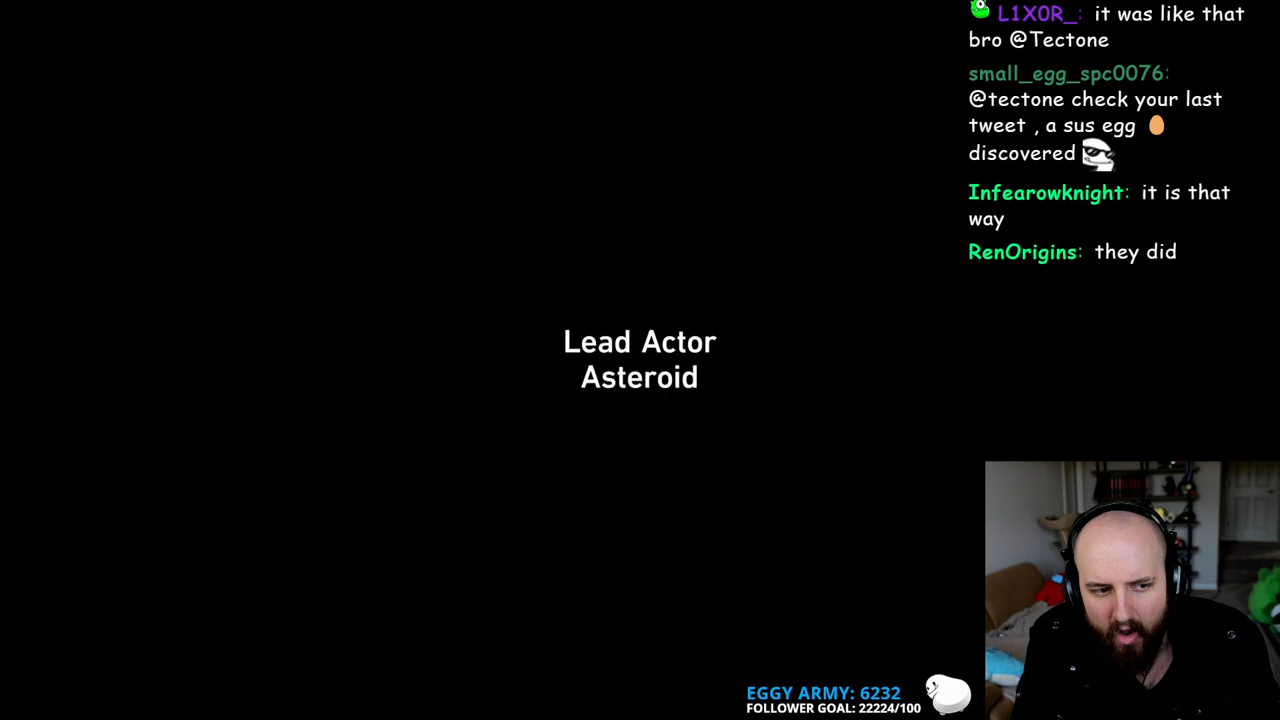 L1X0R_: it was like that
bro @Tectone
small_egg_spc0076:
@tectone check your last
tweet , a sus egg
discovered
Infearowknight: it is that
way
RenOrigins: they did
Lead Actor
Asteroid
EGGY ARMY: 6232
FOLLOWER GOAL: 22224/100